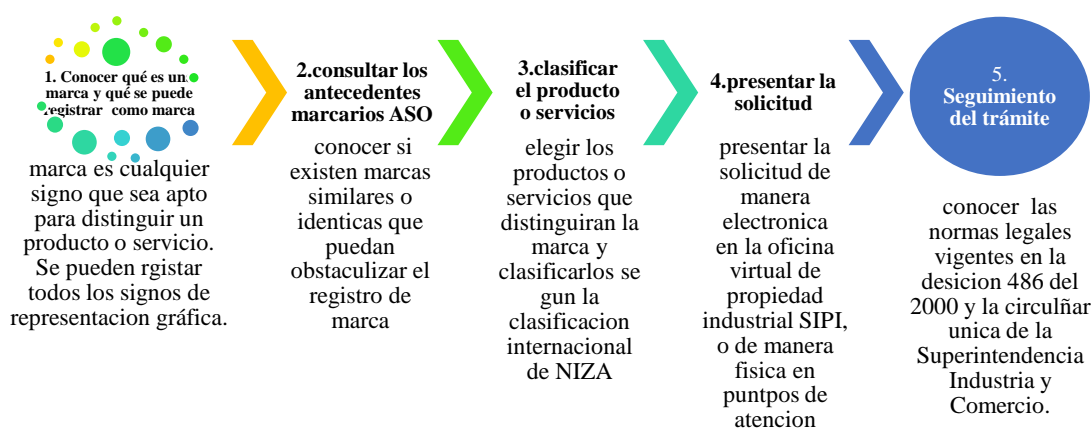 1. Conocer qué es una
marca y qué se puede
registrar como marca
marca es cualquier
signo que sea apto
para distinguir un
producto o servicio.
Se pueden rgistar
todos los signos de
representacion gráfica.
2.consultar los
antecedentes
marcarios ASO
conocer si
existen marcas
similares o
identicas que
puedan
obstaculizar el
registro de
marca
3.clasificar
el producto
o servicios
elegir los
productos o
servicios que
distinguiran la
marca y
clasificarlos se
gun la
clasificacion
internacional
de NIZA
4.presentar la
solicitud
presentar la
solicitud de
manera
electronica
en la oficina
virtual de
propiedad
industrial SIPI,
o de manera
fisica en
puntpos de
atencion
5.
Seguimiento
del trámite
conocer las
normas legales
vigentes en la
desicion 486 del
2000 y la circulñar
unica de la
Superintendencia
Industria y
Comercio.